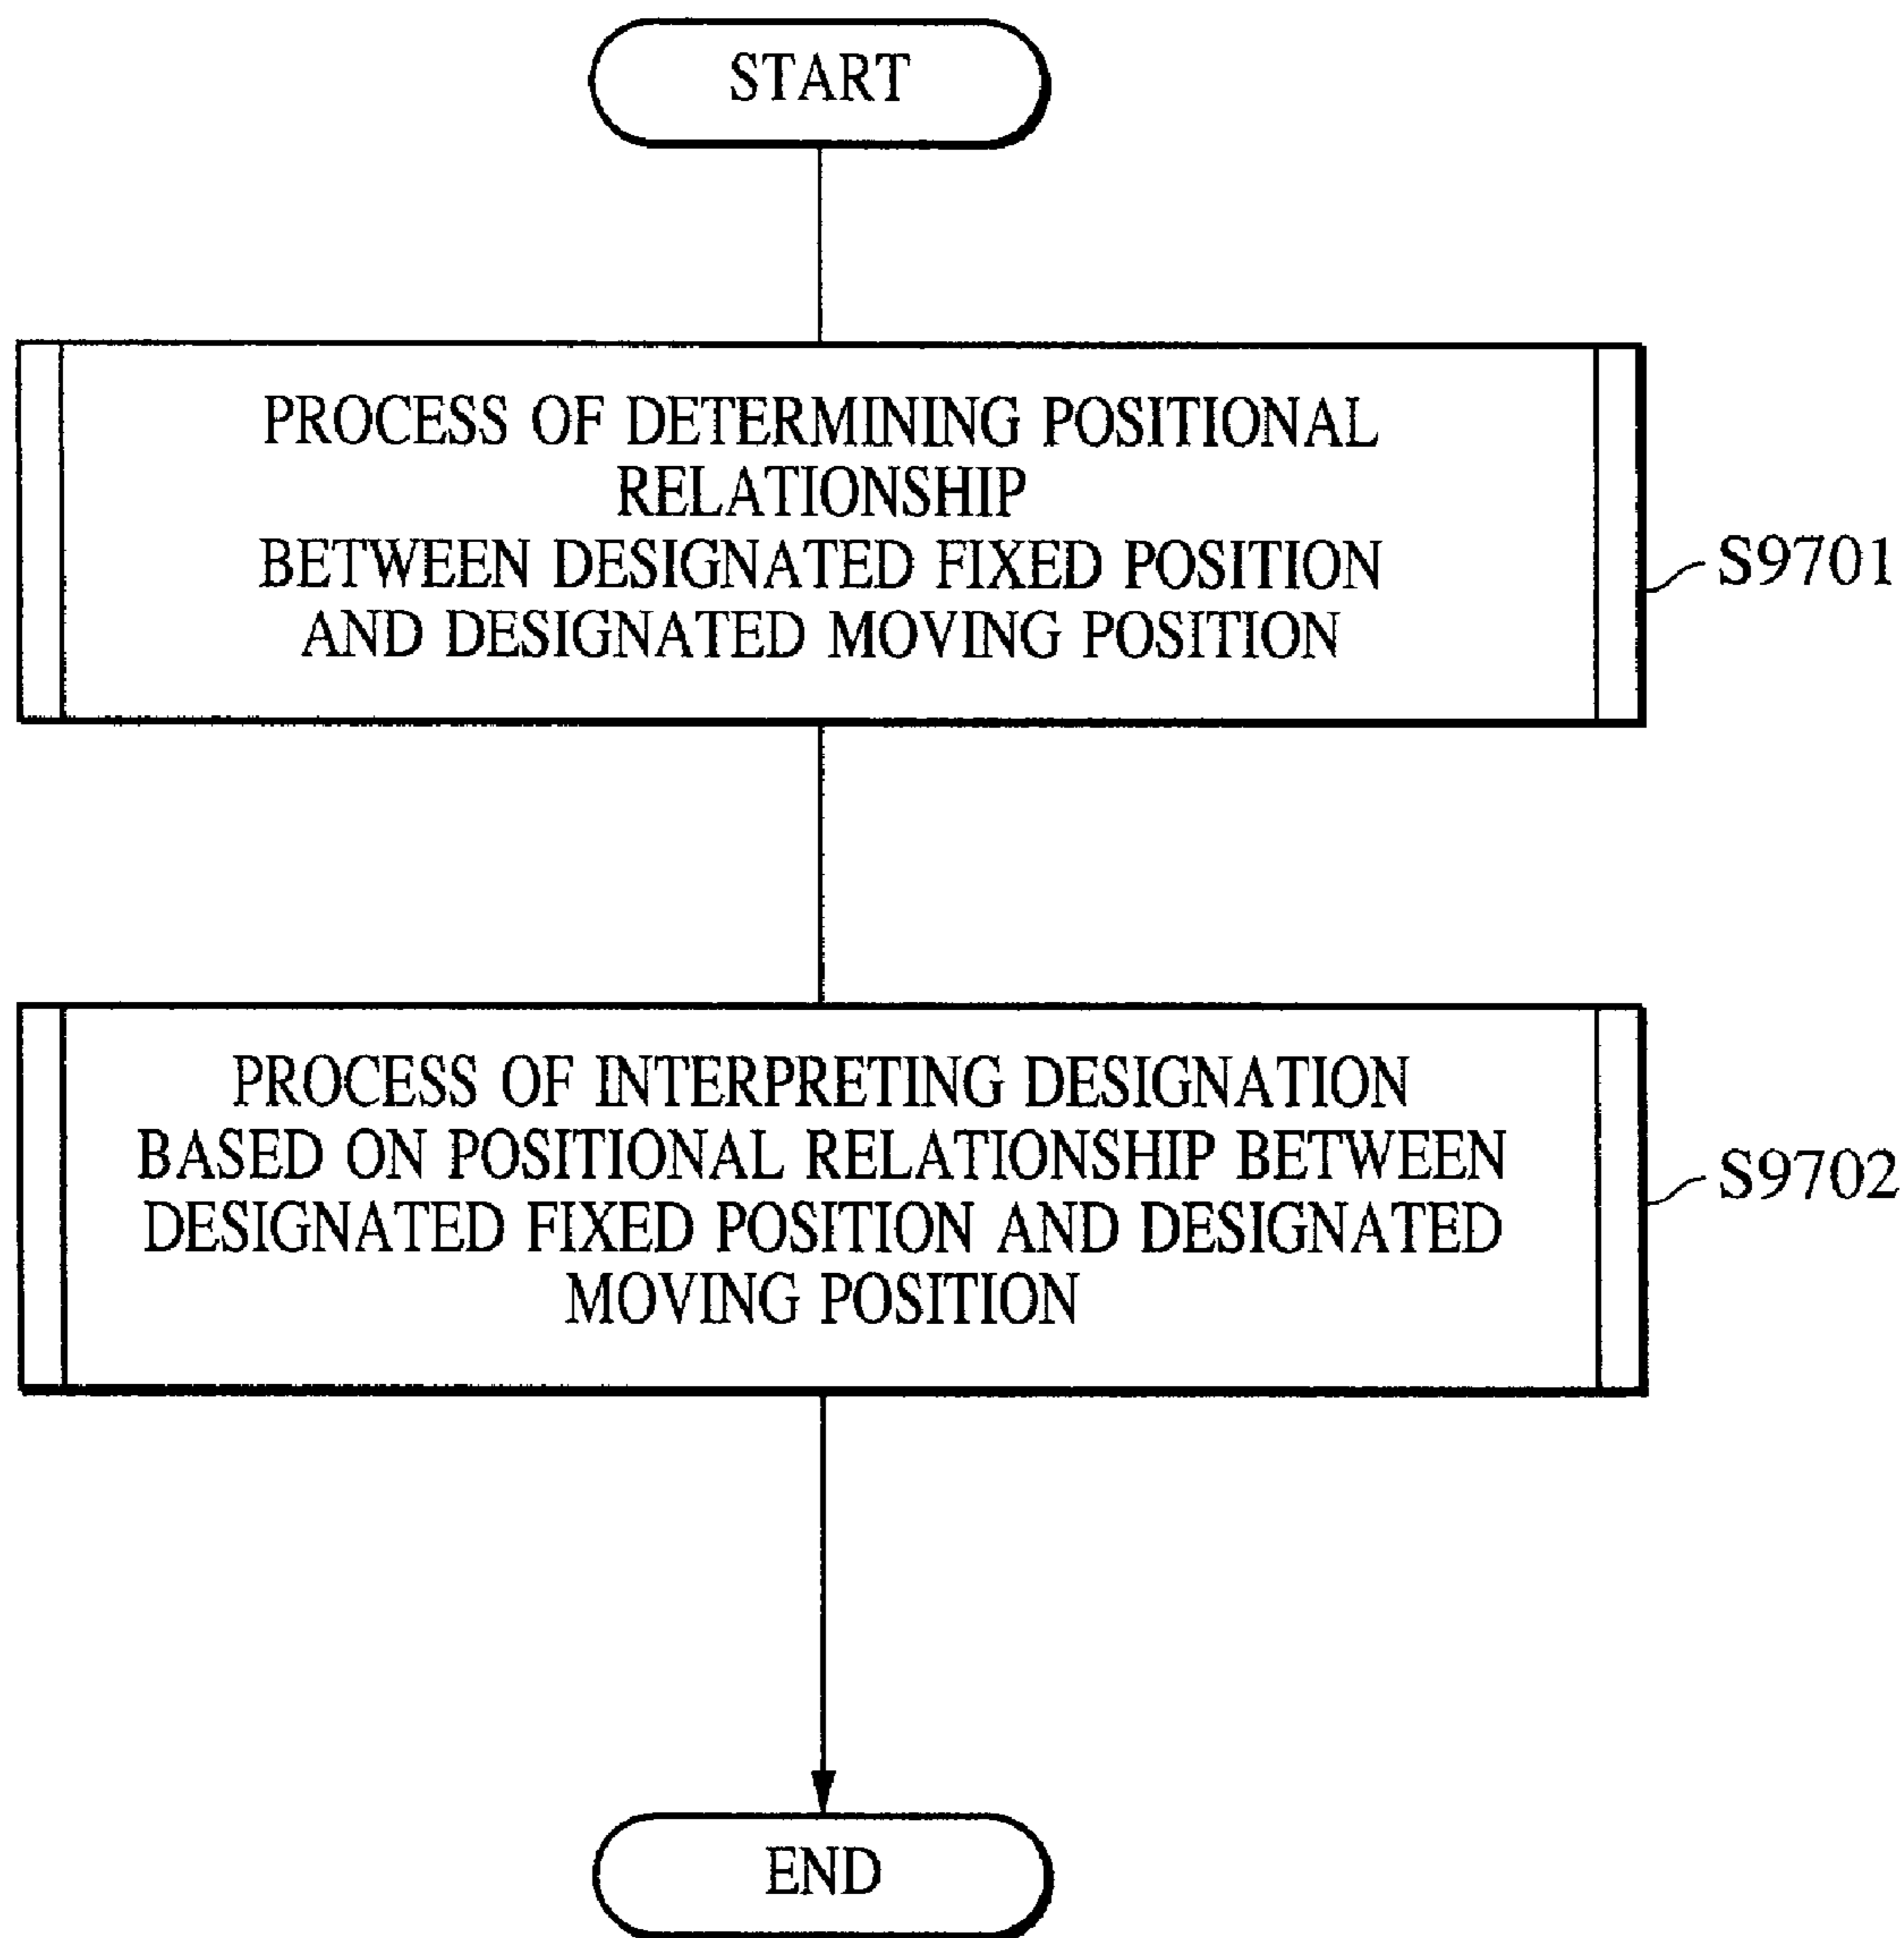 START
PROCESS OF DETERMINING POSITIONAL
RELATIONSHIP
BETWEEN DESIGNATED FIXED POSITION
AND DESIGNATED MOVING POSITION
S9701
PROCESS OF INTERPRETING DESIGNATION
BASED ON POSITIONAL RELATIONSHIP BETWEEN
DESIGNATED FIXED POSITION AND DESIGNATED
MOVING POSITION
S9702
END